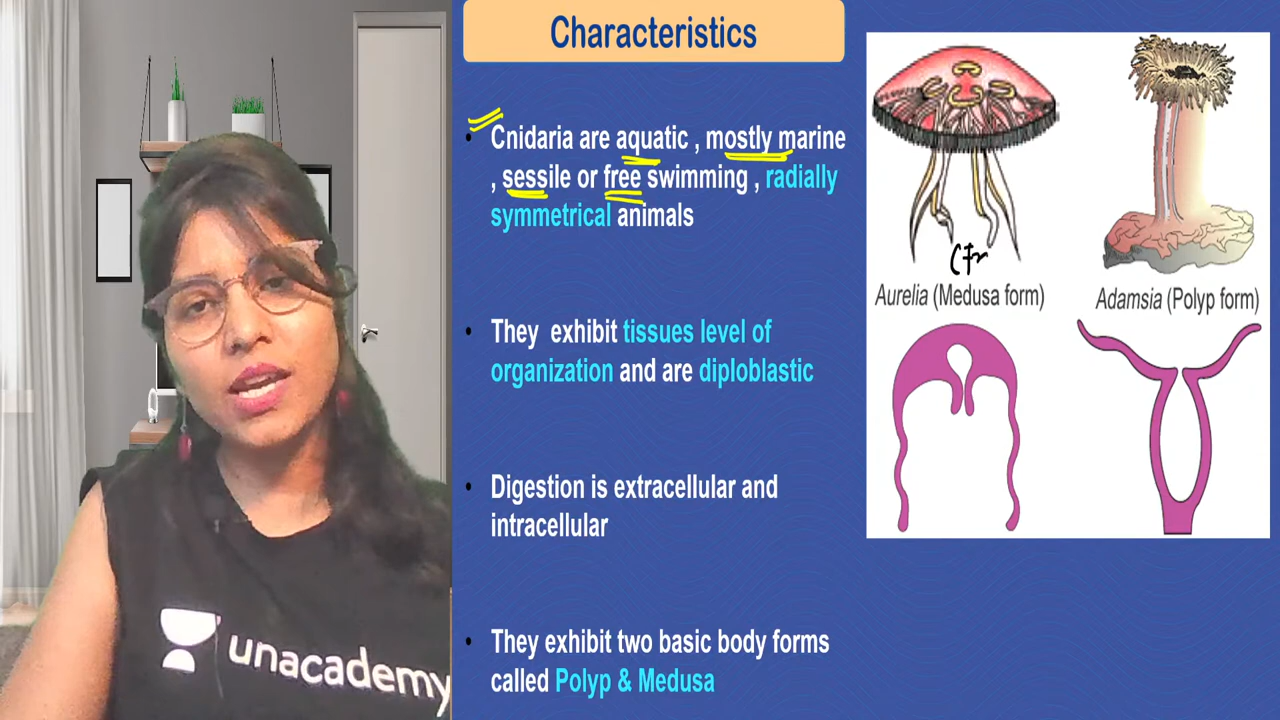 Characteristics
• Cnidaria are aquatic , mostly marine
, sessile or free swimming , radially
symmetrical animals
• They exhibit tissues level of
organization and are diploblastic
• Digestion is extracellular and
intracellular
• They exhibit two basic body forms
called Polyp & Medusa
Aurelia (Medusa form)
Adamsia (Polyp form)
unacademy